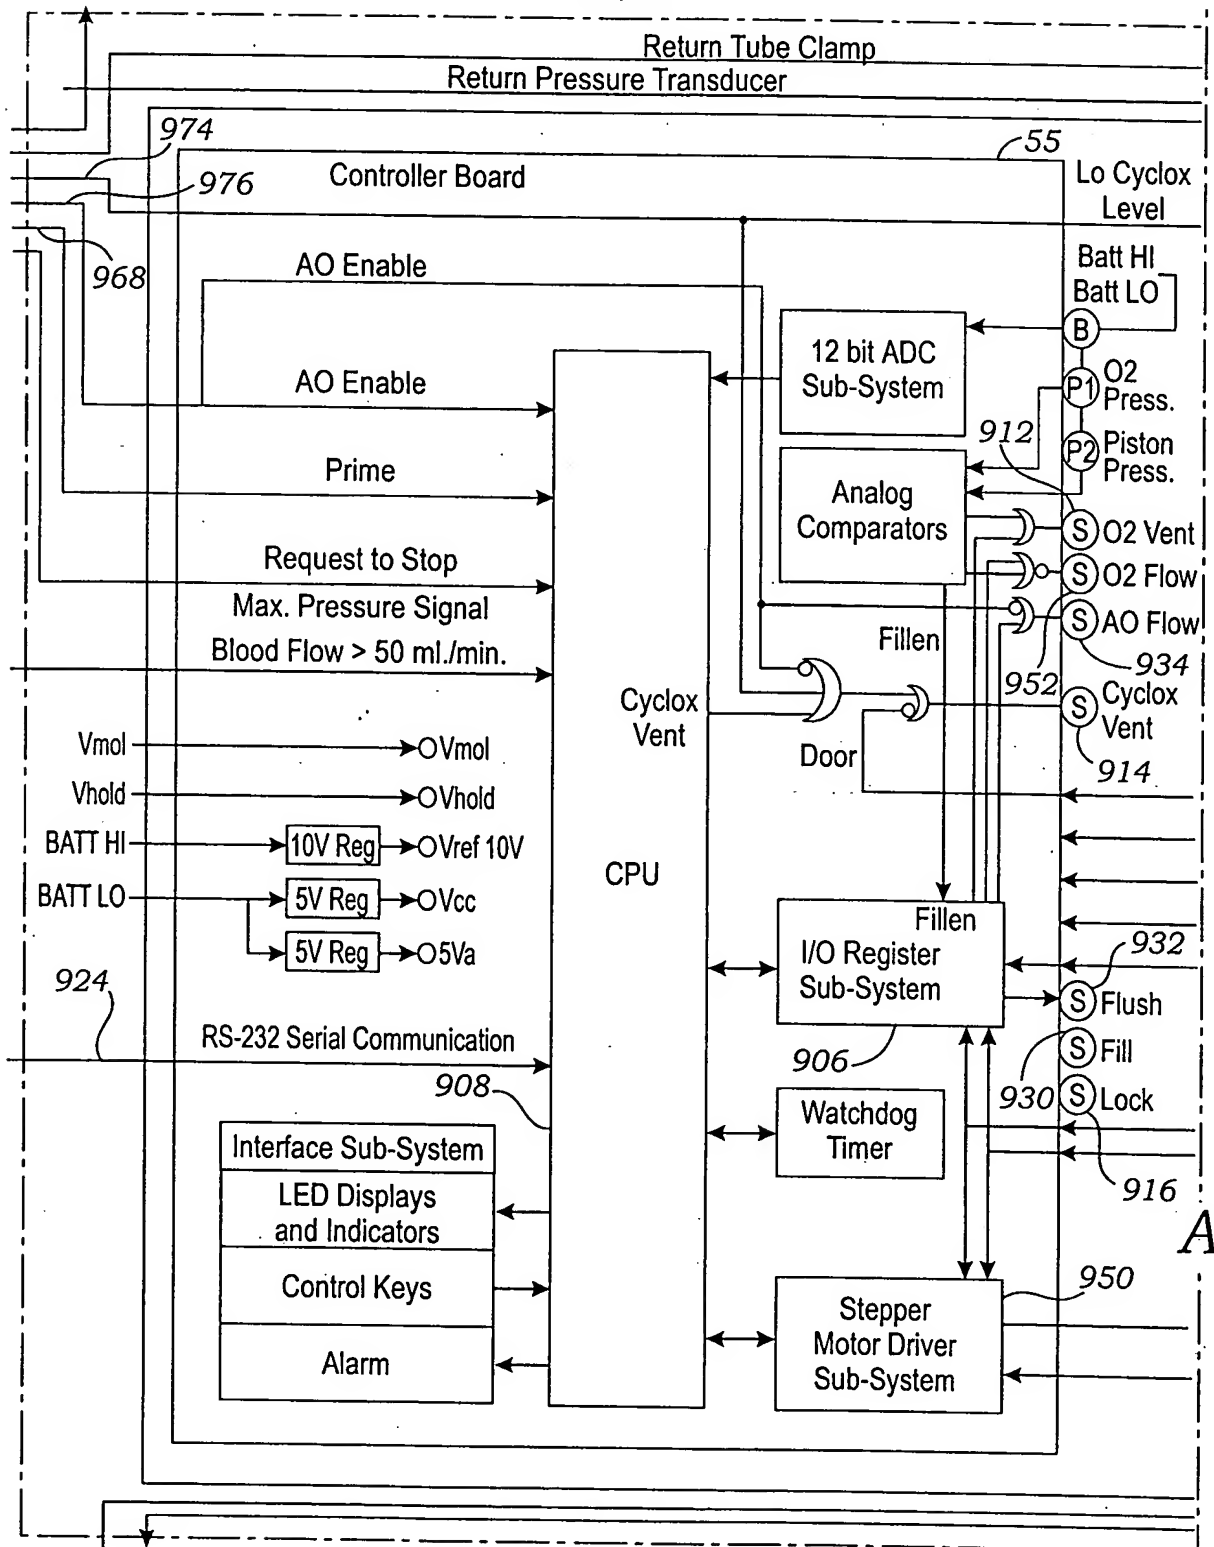 Return Tube Clamp
Return Pressure Transducer
974
55
976
Controller Board
Lo Cyclox
Level
968
AO Enable
Batt HI
Batt LO
B
12 bit ADC
Sub-System
P1
O2
Press.
AO Enable
912
P2
Piston
Press.
Prime
Analog
Comparators
S
O2 Vent
Request to Stop
S
O2 Flow
Max. Pressure Signal
Fillen
S
AO Flow
Blood Flow > 50 ml./min.
952
934
Cyclox
Vent
S
Cyclox
Vent
Vmol
Vmol
Door
914
Vhold
Vhold
BATT HI
10V Reg
Vref 10V
CPU
BATT LO
5V Reg
Vcc
Fillen
I/O Register
Sub-System
5V Reg
5Va
932
924
S
Flush
RS-232 Serial Communication
906
S
Fill
908
930
S
Lock
Watchdog
Timer
Interface Sub-System
916
LED Displays
and Indicators
A
Control Keys
950
Stepper
Motor Driver
Sub-System
Alarm